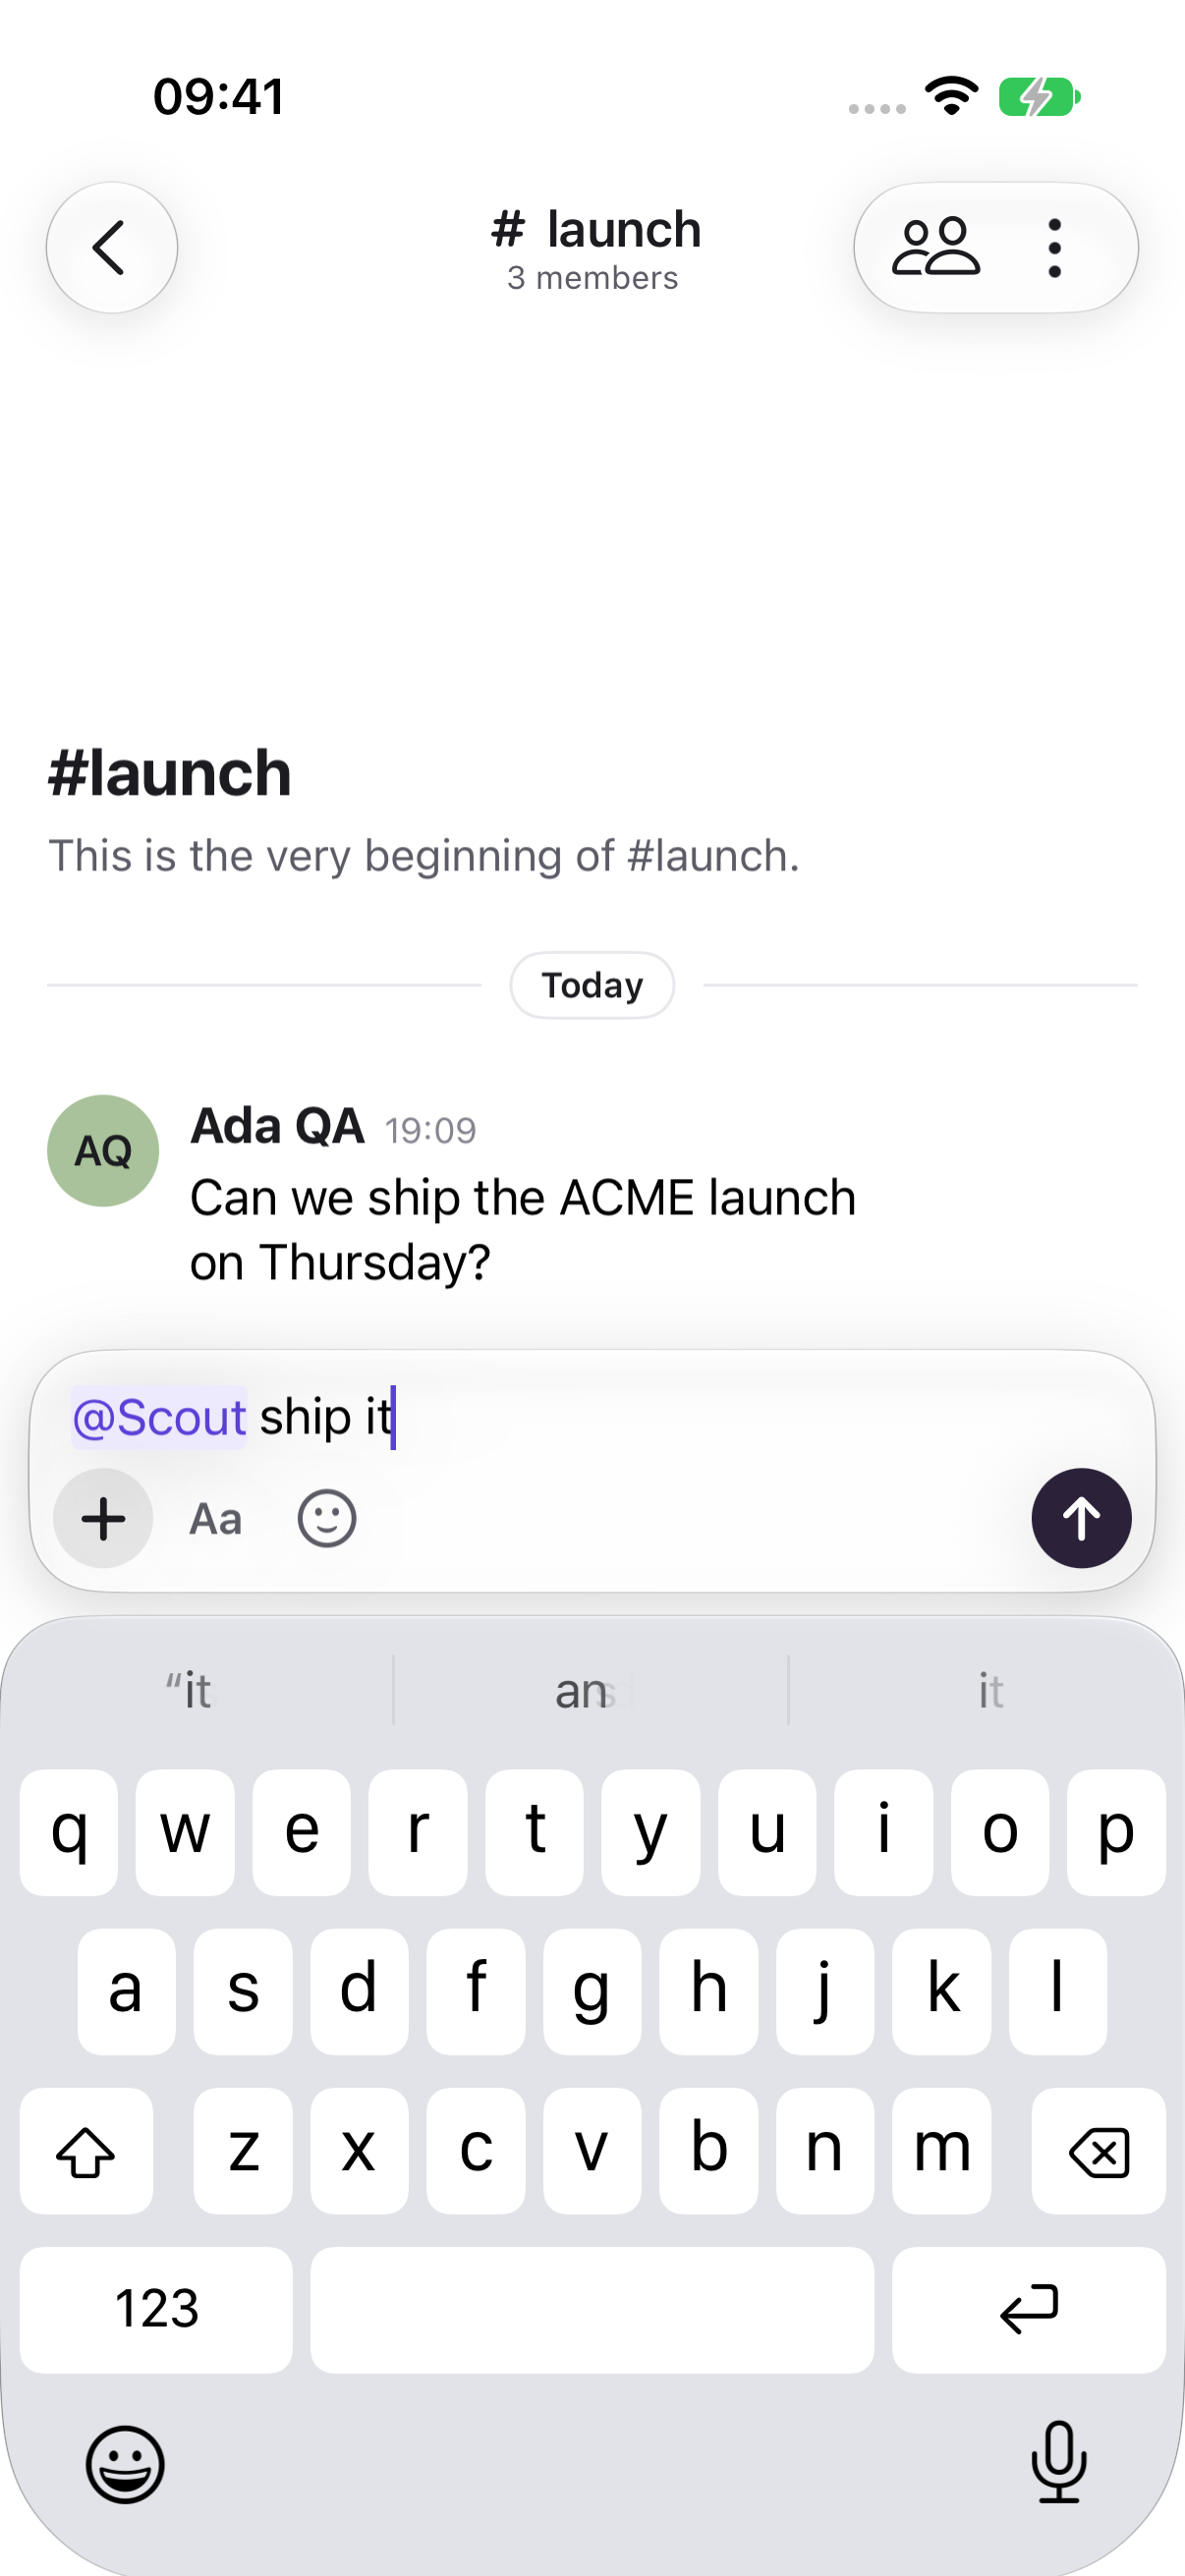 09:41
# launch
3 members
#launch
This is the very beginning of #launch.
Today
AQ
Ada QA 19:09
Can we ship the ACME launch
on Thursday?
@Scout ship it
Aa
“it
it
q w e r t y u i o p
a s d f g h j k l
z x c v b n m
123